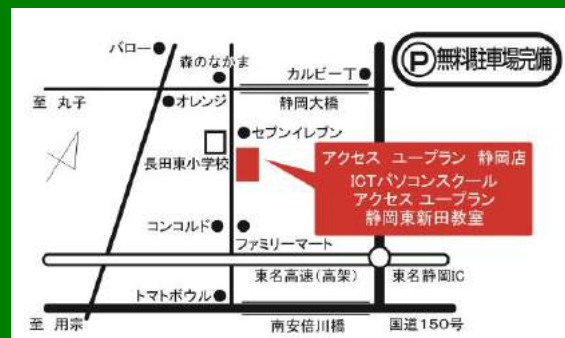 バロー
森のなかま
カルビー丁
Ⓟ無料駐車場完備
至 丸子
オレンジ
静岡大橋
セブンイレブン
長田東小学校
アクセス ユープラン 静岡店
ICTパソコンスクール
アクセス ユープラン
静岡東新田教室
コンコルド
ファミリーマート
東名高速(高架)
東名静岡IC
トマトボウル
至 用宗
南安倍川橋
国道150号